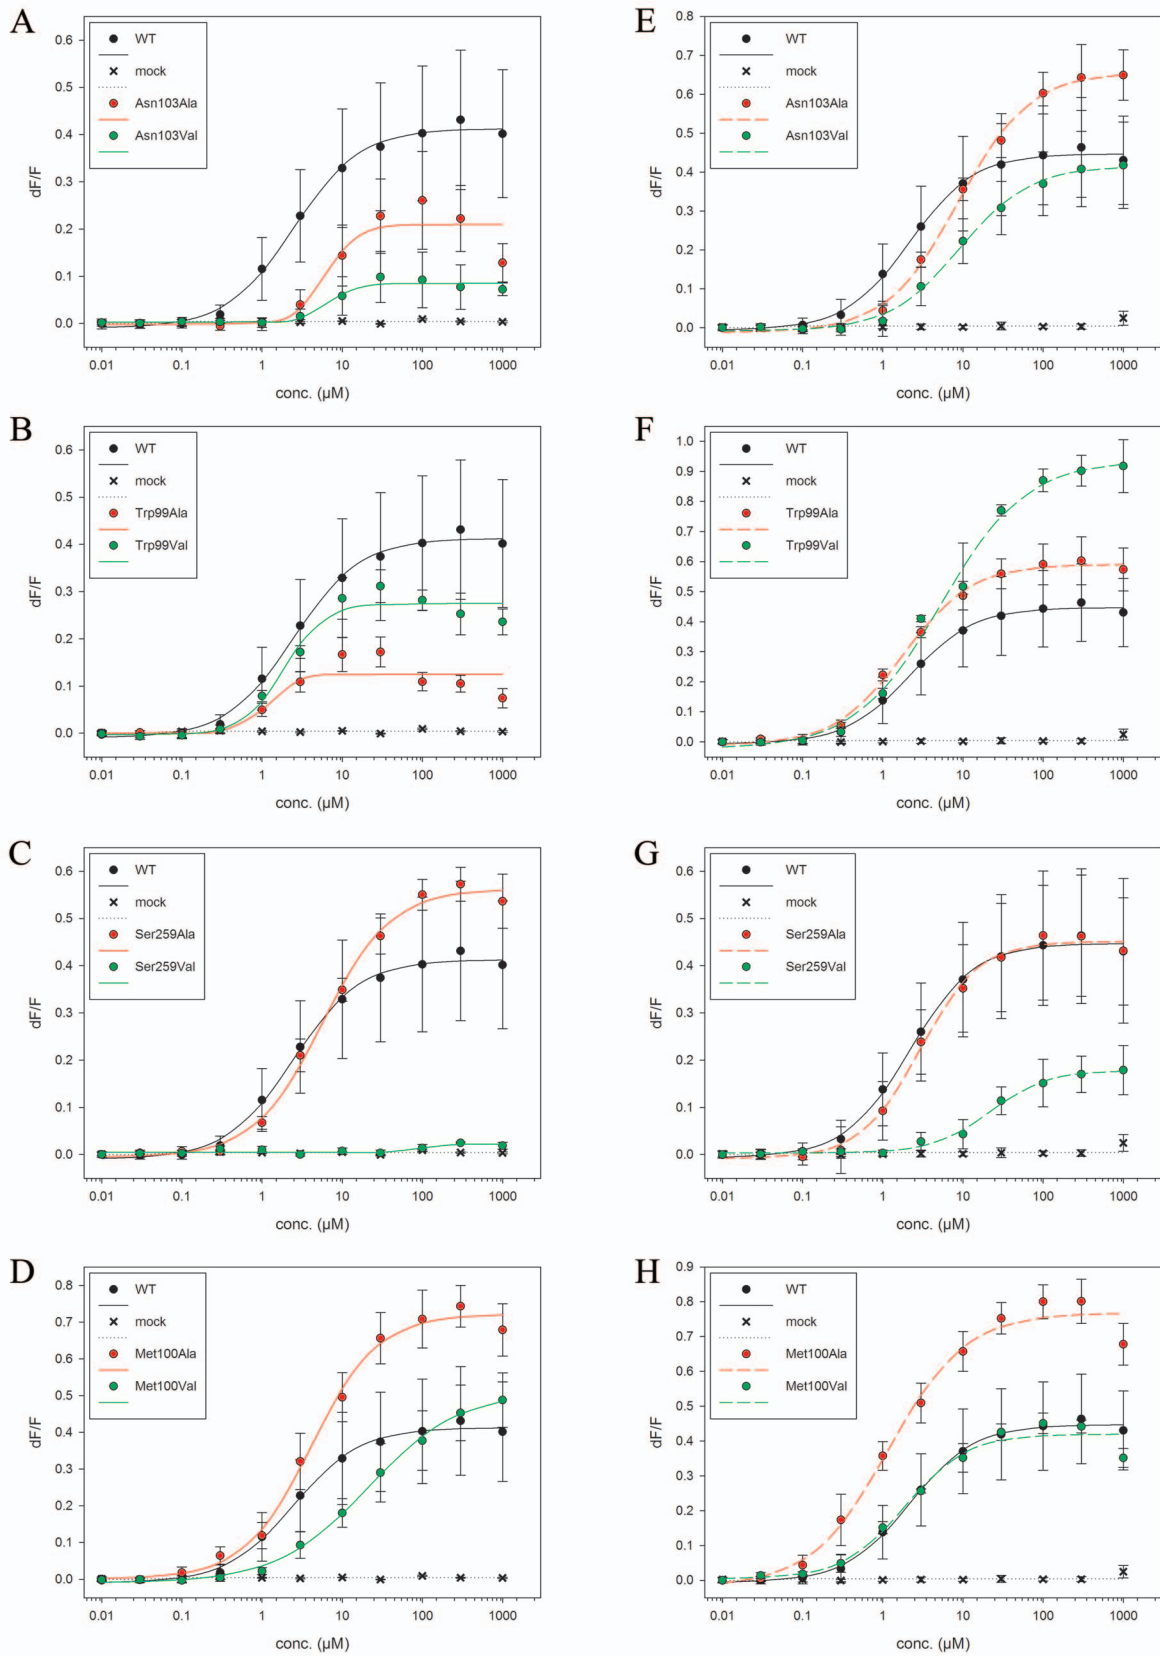 A
WT
mock
Asn103Ala
Asn103Val
0.6
0.5
0.4
0.3
0.2
0.1
0.0
dF/F
0.01 0.1 1 10 100 1000
conc. (µM)
E
WT
mock
Asn103Ala
Asn103Val
0.8
0.7
0.6
0.5
0.4
0.3
0.2
0.1
0.0
dF/F
0.01 0.1 1 10 100 1000
conc. (µM)
B
WT
mock
Trp99Ala
Trp99Val
0.6
0.5
0.4
0.3
0.2
0.1
0.0
dF/F
0.01 0.1 1 10 100 1000
conc. (µM)
F
WT
mock
Trp99Ala
Trp99Val
1.0
0.9
0.8
0.7
0.6
0.5
0.4
0.3
0.2
0.1
0.0
dF/F
0.01 0.1 1 10 100 1000
conc. (µM)
C
WT
mock
Ser259Ala
Ser259Val
0.6
0.5
0.4
0.3
0.2
0.1
0.0
dF/F
0.01 0.1 1 10 100 1000
conc. (µM)
G
WT
mock
Ser259Ala
Ser259Val
0.6
0.5
0.4
0.3
0.2
0.1
0.0
dF/F
0.01 0.1 1 10 100 1000
conc. (µM)
D
WT
mock
Met100Ala
Met100Val
0.8
0.7
0.6
0.5
0.4
0.3
0.2
0.1
0.0
dF/F
0.01 0.1 1 10 100 1000
conc. (µM)
H
WT
mock
Met100Ala
Met100Val
0.9
0.8
0.7
0.6
0.5
0.4
0.3
0.2
0.1
0.0
dF/F
0.01 0.1 1 10 100 1000
conc. (µM)